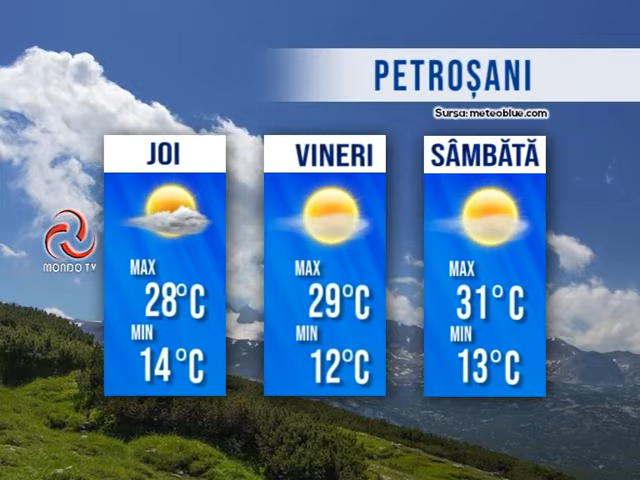 PETROȘANI
Sursa: meteoblue.com
JOI
MAX
28°C
MIN
14°C
VINERI
MAX
29°C
MIN
12°C
SÂMBĂTĂ
MAX
31°C
MIN
13°C
MONDO TV